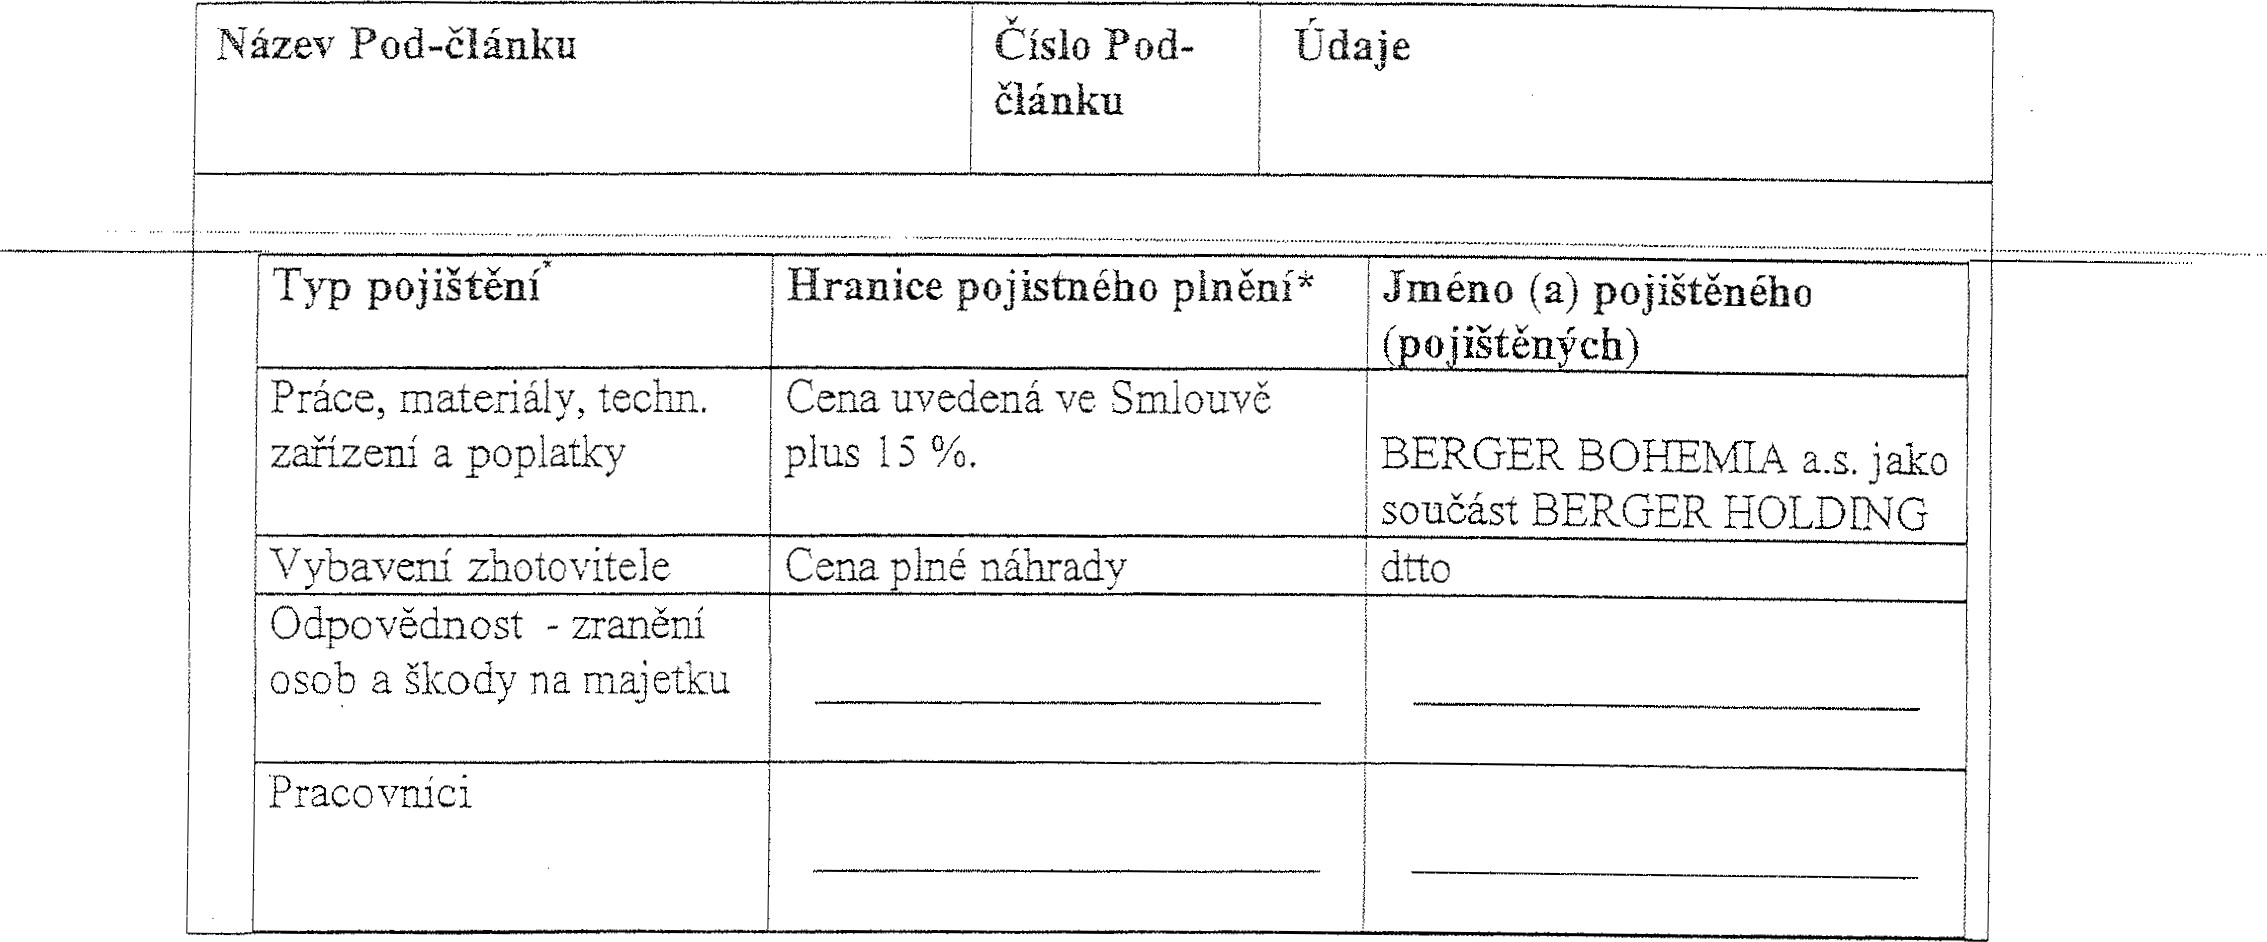 Název Pod-článku
Číslo Pod-
článku
Údaje
Typ pojištění*
Hranice pojistného plnění*
Jméno (a) pojištěného
(pojištěných)
Práce, materiály, techn.
zařízení a poplatky
Cena uvedená ve Smlouvě
plus 15 %.
BERGER BOHEMIA a.s. jako
součást BERGER HOLDING
Vybavení zhotovitele
Cena plné náhrady
dtto
Odpovědnost - zranění
osob a škody na majetku
Pracovníci